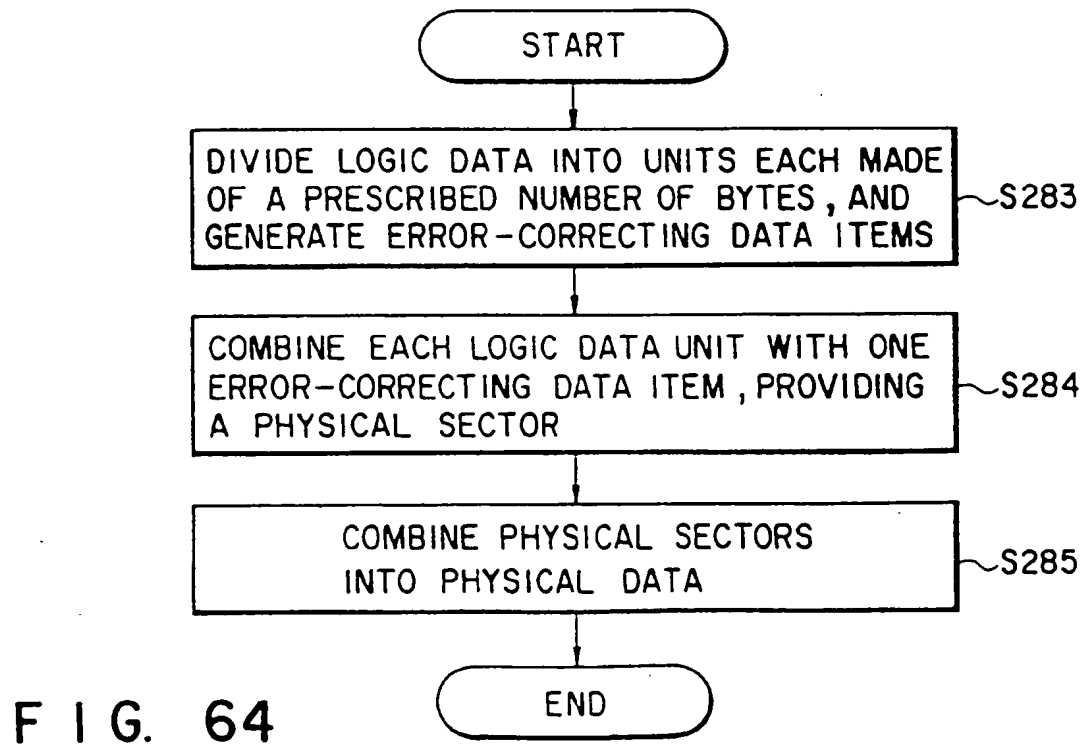 START
DIVIDE LOGIC DATA INTO UNITS EACH MADE
OF A PRESCRIBED NUMBER OF BYTES, AND
GENERATE ERROR-CORRECTING DATA ITEMS
S283
COMBINE EACH LOGIC DATA UNIT WITH ONE
ERROR-CORRECTING DATA ITEM, PROVIDING
A PHYSICAL SECTOR
S284
COMBINE PHYSICAL SECTORS
INTO PHYSICAL DATA
S285
END
FIG. 64